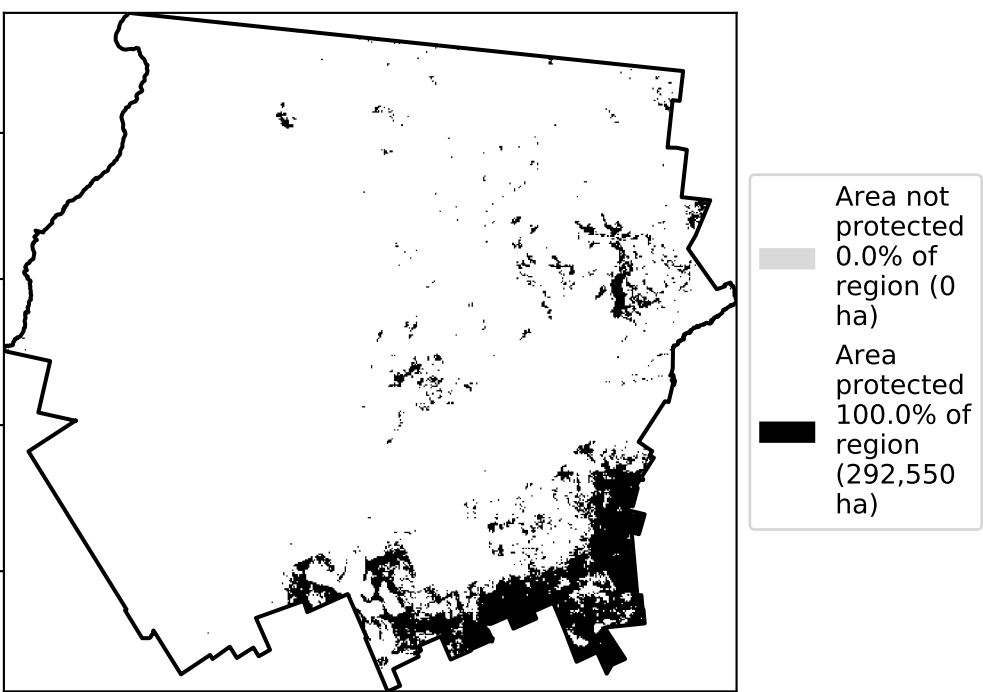 Area not
protected
0.0% of
region (0
ha)
Area
protected
100.0% of
region
(292,550
ha)